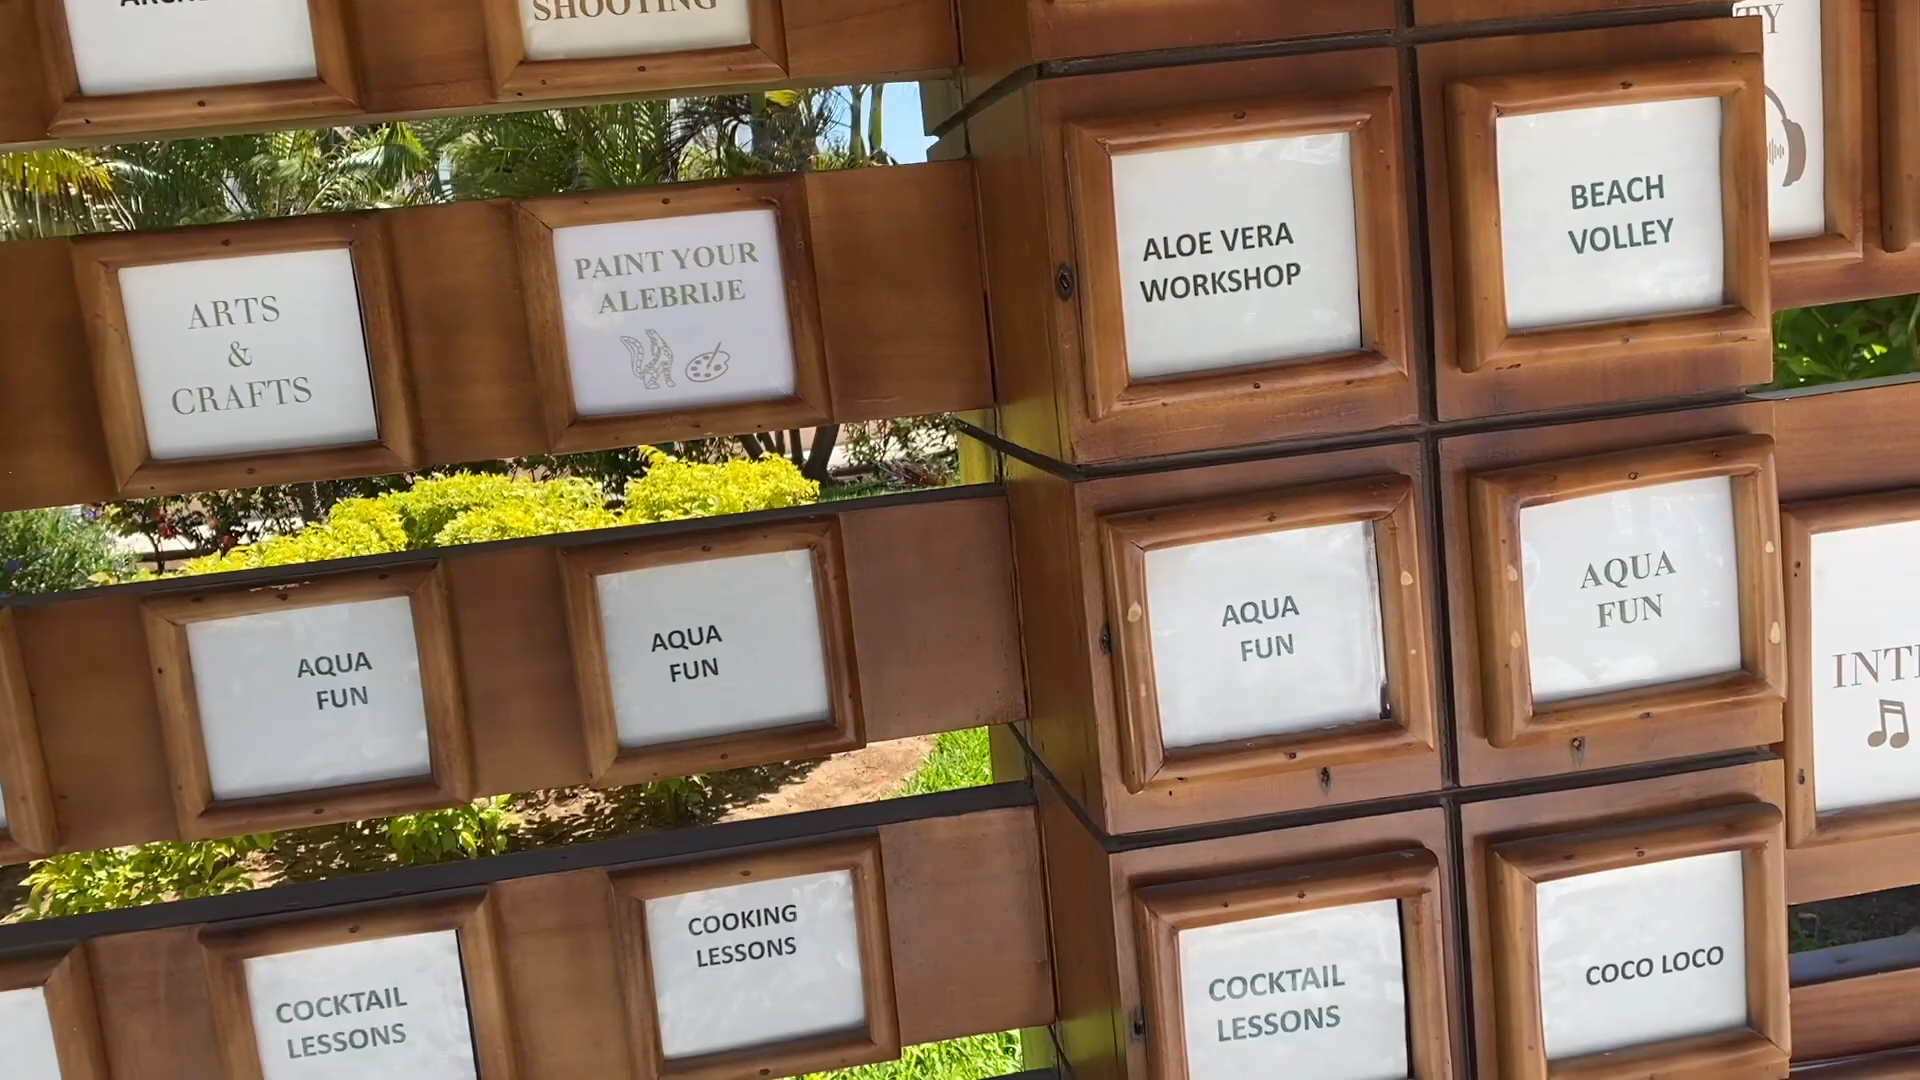 SHOOTING
ARTS
&
CRAFTS
PAINT YOUR
ALEBRIJE
ALOE VERA
WORKSHOP
BEACH
VOLLEY
AQUA
FUN
AQUA
FUN
AQUA
FUN
AQUA
FUN
COCKTAIL
LESSONS
COOKING
LESSONS
COCKTAIL
LESSONS
COCO LOCO